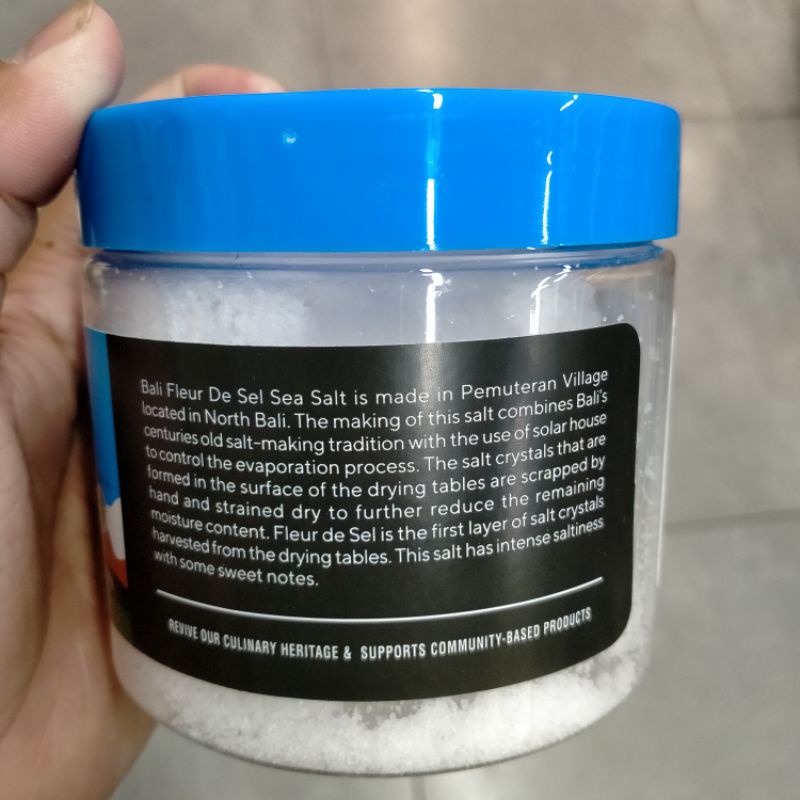 Bali Fleur De Sel Sea Salt is made in Pemuteran Village
located in North Bali. The making of this salt combines Bali's
centuries old salt-making tradition with the use of solar house
to control the evaporation process. The salt crystals that are
formed in the surface of the drying tables are scrapped by
hand and strained dry to further reduce the remaining
moisture content. Fleur de Sel is the first layer of salt crystals
harvested from the drying tables. This salt has intense saltiness
with some sweet notes.
REVIVE OUR CULINARY HERITAGE & SUPPORTS COMMUNITY-BASED PRODUCTS